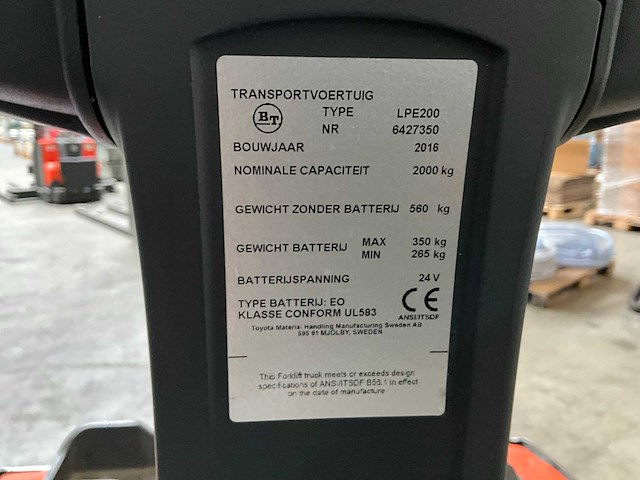 TRANSPORTVOERTUIG
BT TYPE LPE200
NR 6427350
BOUWJAAR 2016
NOMINALE CAPACITEIT 2000 kg
GEWICHT ZONDER BATTERIJ 560 kg
GEWICHT BATTERIJ MAX 350 kg
MIN 265 kg
BATTERIJSPANNING 24 V
TYPE BATTERIJ: EO
KLASSE CONFORM UL583 CE
ANSI/ITSDF
Toyota Material Handling Manufacturing Sweden AB
595 81 MJÖLBY, SWEDEN
This Forklift truck meets or exceeds design
specifications of ANSI/ITSDF B56.1 in effect
on the date of manufacture